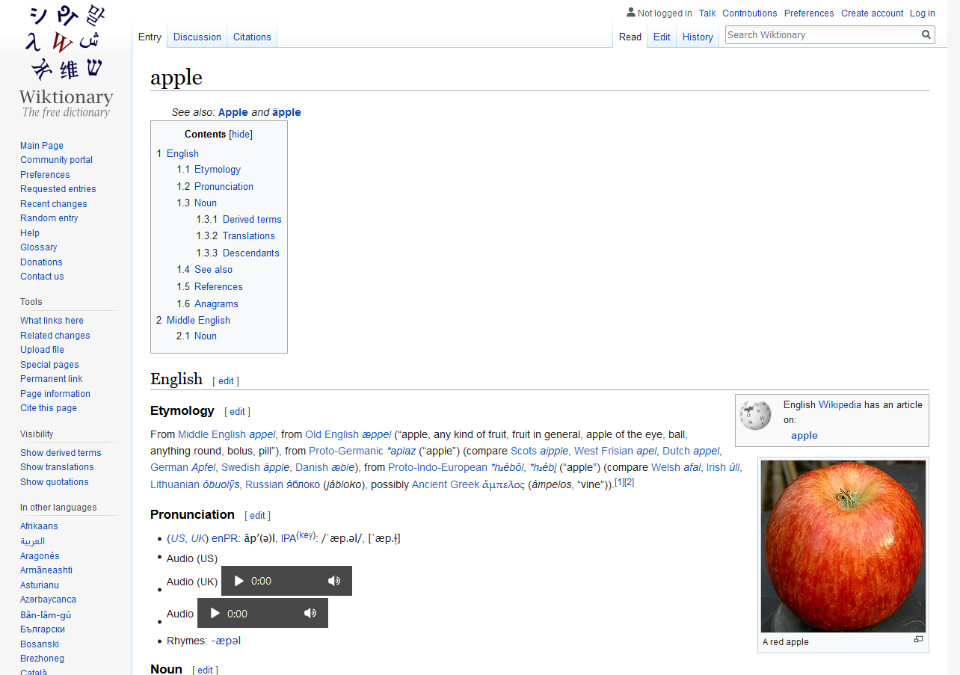 Not logged in Talk Contributions Preferences Create account Log in
Entry Discussion Citations
Read Edit History Search Wiktionary
Wiktionary
The free dictionary
Main Page
Community portal
Preferences
Requested entries
Recent changes
Random entry
Help
Glossary
Donations
Contact us
Tools
What links here
Related changes
Upload file
Special pages
Permanent link
Page information
Cite this page
Visibility
Show derived terms
Show translations
Show quotations
In other languages
Afrikaans
العربية
Aragonés
Armãneashti
Asturianu
Azərbaycanca
Bân-lâm-gú
Български
Bosanski
Brezhoneg
Català
apple
See also: Apple and äpple
Contents [hide]
1 English
1.1 Etymology
1.2 Pronunciation
1.3 Noun
1.3.1 Derived terms
1.3.2 Translations
1.3.3 Descendants
1.4 See also
1.5 References
1.6 Anagrams
2 Middle English
2.1 Noun
English [ edit ]
Etymology [ edit ]
From Middle English appel, from Old English æppel (“apple, any kind of fruit, fruit in general, apple of the eye, ball,
anything round, bolus, pill”), from Proto-Germanic *aplaz (“apple”) (compare Scots aipple, West Frisian apel, Dutch appel,
German Apfel, Swedish äpple, Danish æble), from Proto-Indo-European *h₂ébōl, *h₂ébl̥ (“apple”) (compare Welsh afal, Irish úll,
Lithuanian óbuolỹs, Russian я́блоко (jábloko), possibly Ancient Greek ἄμπελος (ámpelos, “vine”)).[1][2]
English Wikipedia has an article
on:
apple
A red apple
Pronunciation [ edit ]
• (US, UK) enPR: ăp′(ə)l, IPA(key): /ˈæp.əl/, [ˈæp.ɫ̩]
• Audio (US)
• Audio (UK) 0:00
• Audio 0:00
• Rhymes: -æpəl
Noun [ edit ]